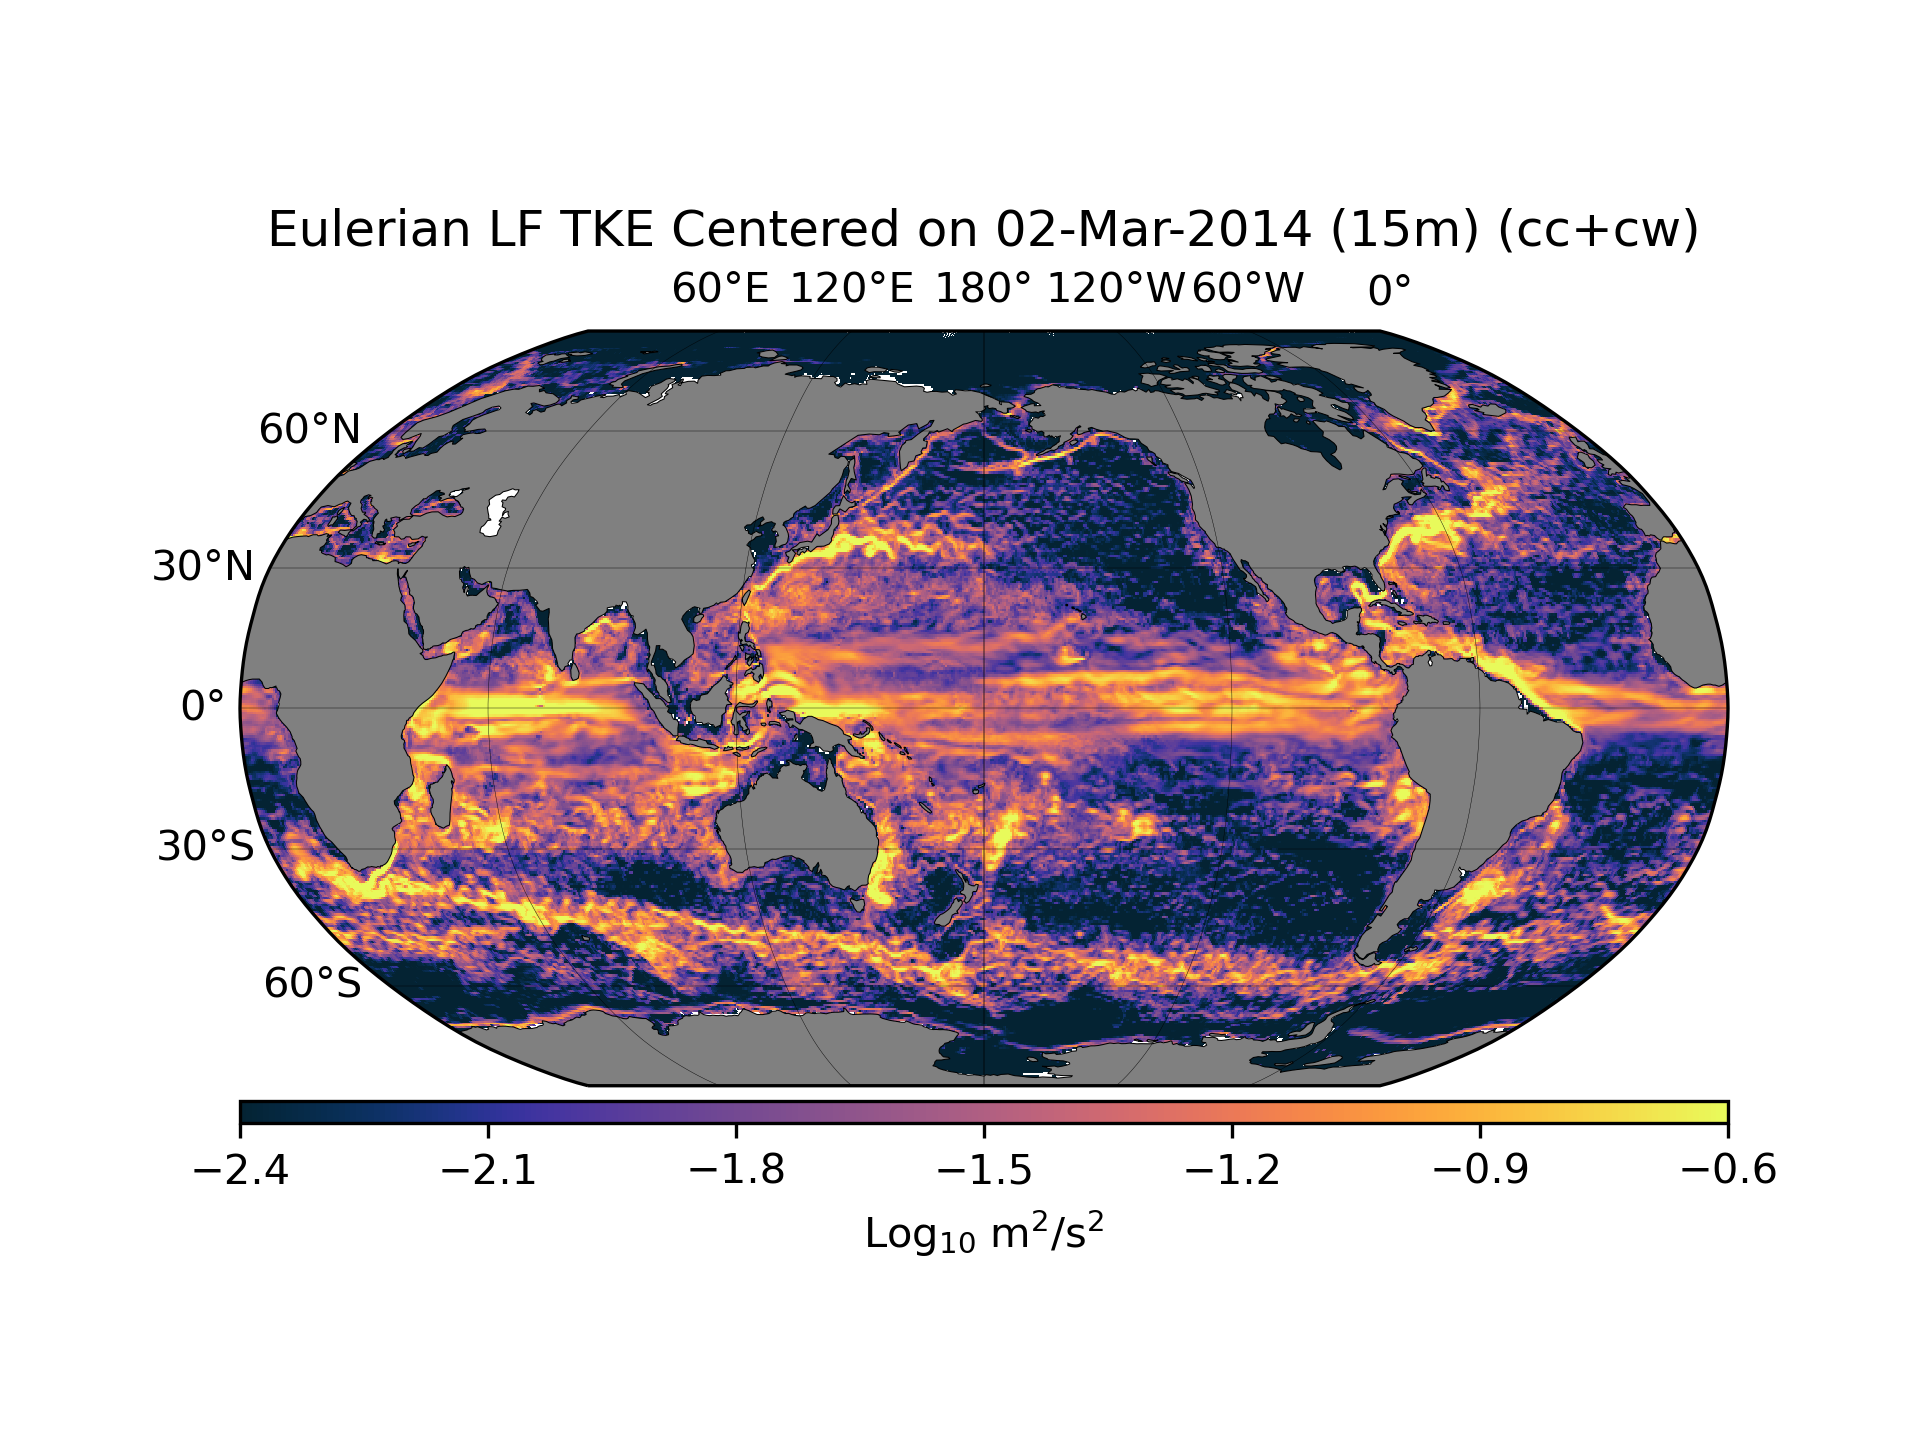 Eulerian LF TKE Centered on 02-Mar-2014 (15m) (cc+cw)
60°E 120°E 180° 120°W 60°W 0°
60°N
30°N
0°
30°S
60°S
−2.4 −2.1 −1.8 −1.5 −1.2 −0.9 −0.6
Log₁₀ m²/s²